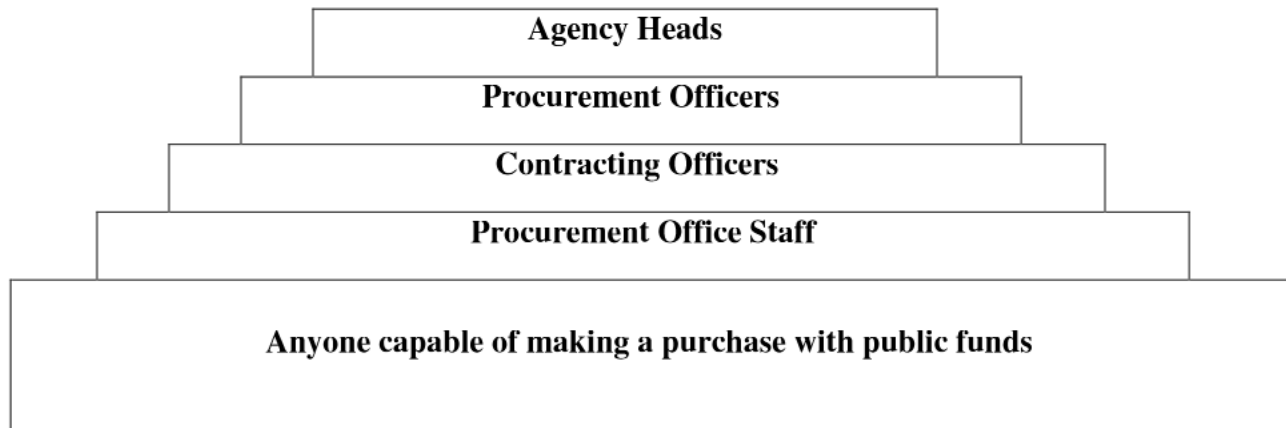 Agency Heads
Procurement Officers
Contracting Officers
Procurement Office Staff
Anyone capable of making a purchase with public funds